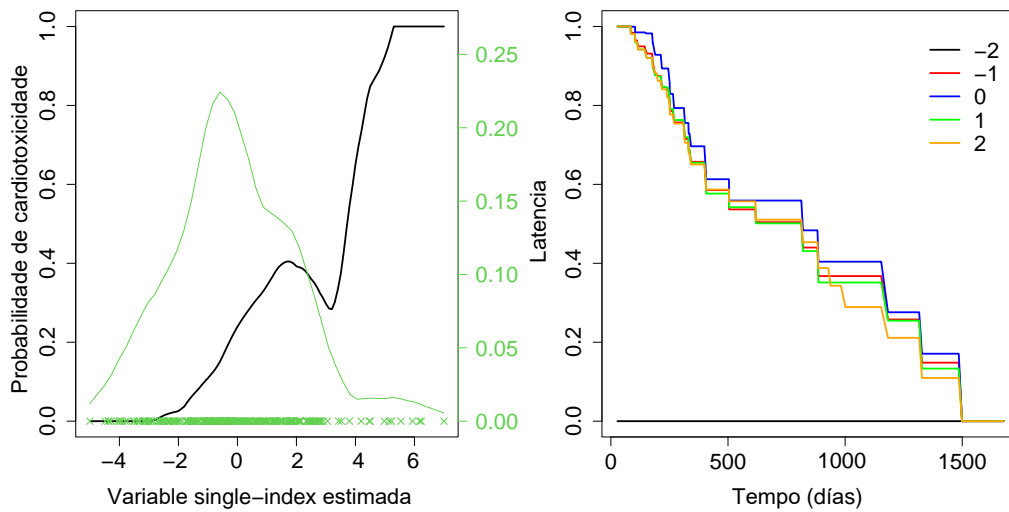 Probabilidade de cardiotoxicidade
0.0 0.2 0.4 0.6 0.8 1.0
0.00 0.05 0.10 0.15 0.20 0.25
−4 −2 0 2 4 6
Variable single−index estimada
Latencia
0.0 0.2 0.4 0.6 0.8 1.0
−2
−1
0
1
2
0 500 1000 1500
Tempo (días)